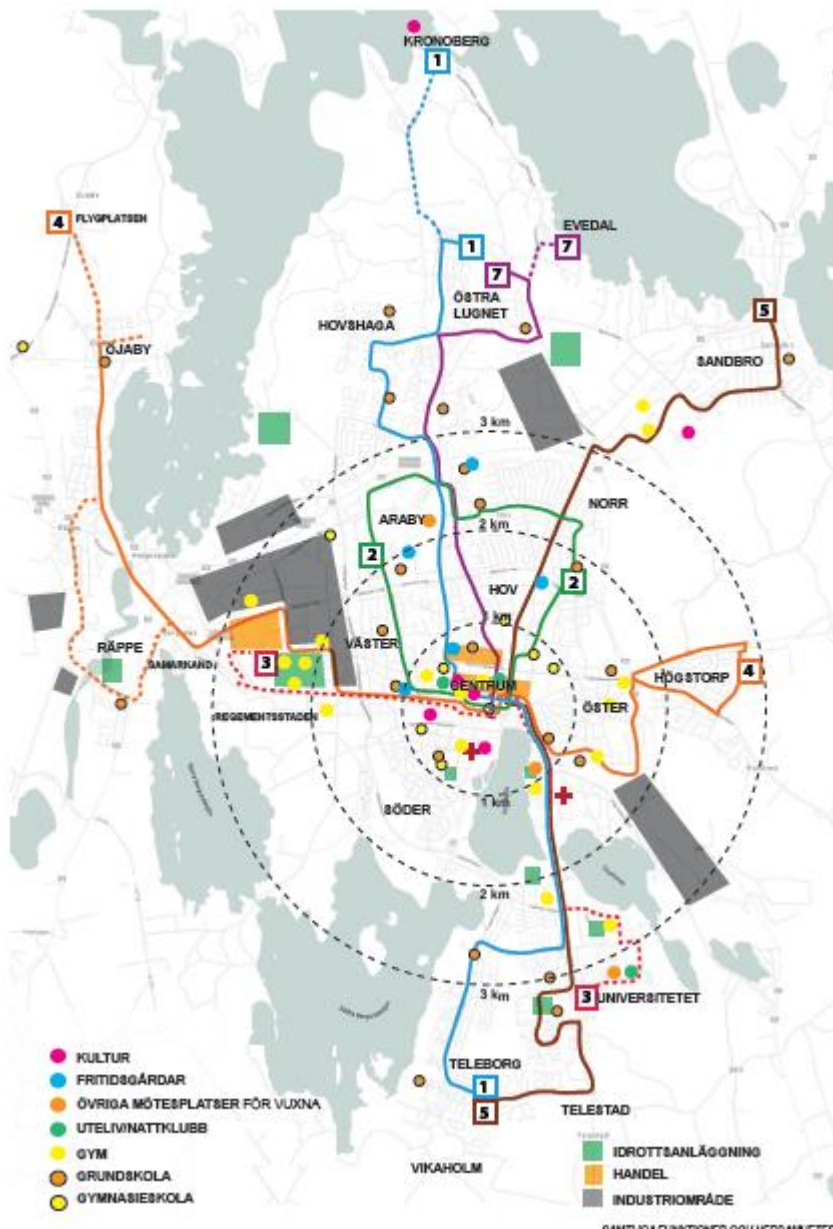 KRONOBERG
1
4 FLYGPLATSEN
EVEDAL
1
7
7
ÖSTRA
LUGNET
5
HOVSHAGA
ÖJABY
SANDBRO
3 km
NORR
ARABY
2 km
2
HOV
2
1 km
VÄSTER
RÄPPE
SAMARKAND
3
CENTRUM
HÖGSTORP
4
ÖSTER
REGEMENTSSTADEN
SÖDER
1 km
2 km
3 km
3 UNIVERSITETET
TELEBORG
1
5
TELESTAD
VIKAHOLM
KULTUR
FRITIDSGÅRDAR
ÖVRIGA MÖTESPLATSER FÖR VUXNA
UTELIV/NATTKLUBB
GYM
GRUNDSKOLA
GYMNASIESKOLA
IDROTTSANLÄGGNING
HANDEL
INDUSTRIOMRÅDE